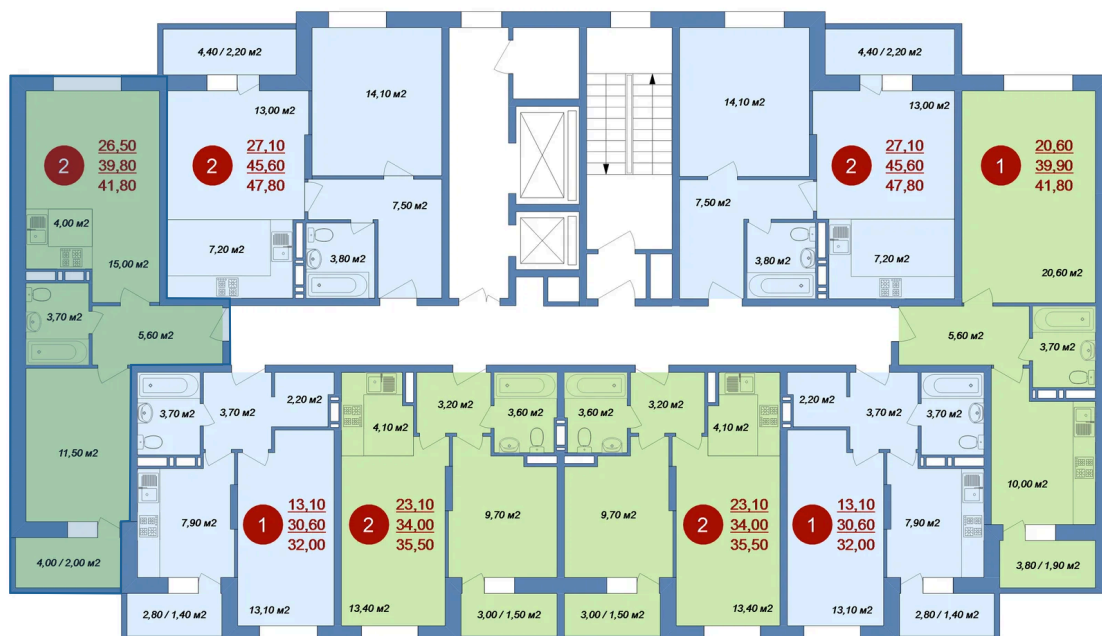 4,40 / 2,20 м2
14,10 м2
13,00 м2
2
27,10
45,60
47,80
7,20 м2
7,50 м2
3,80 м2
2
26,50
39,80
41,80
4,00 м2
15,00 м2
3,70 м2
5,60 м2
11,50 м2
4,00 / 2,00 м2
14,10 м2
4,40 / 2,20 м2
13,00 м2
2
27,10
45,60
47,80
7,50 м2
3,80 м2
7,20 м2
1
20,60
39,90
41,80
20,60 м2
5,60 м2
3,70 м2
10,00 м2
3,80 / 1,90 м2
3,70 м2
3,70 м2
2,20 м2
7,90 м2
1
13,10
30,60
32,00
13,10 м2
2,80 / 1,40 м2
4,10 м2
3,20 м2
3,60 м2
2
23,10
34,00
35,50
9,70 м2
13,40 м2
3,00 / 1,50 м2
3,60 м2
3,20 м2
4,10 м2
9,70 м2
2
23,10
34,00
35,50
3,00 / 1,50 м2
13,40 м2
2,20 м2
3,70 м2
3,70 м2
1
13,10
30,60
32,00
7,90 м2
13,10 м2
2,80 / 1,40 м2